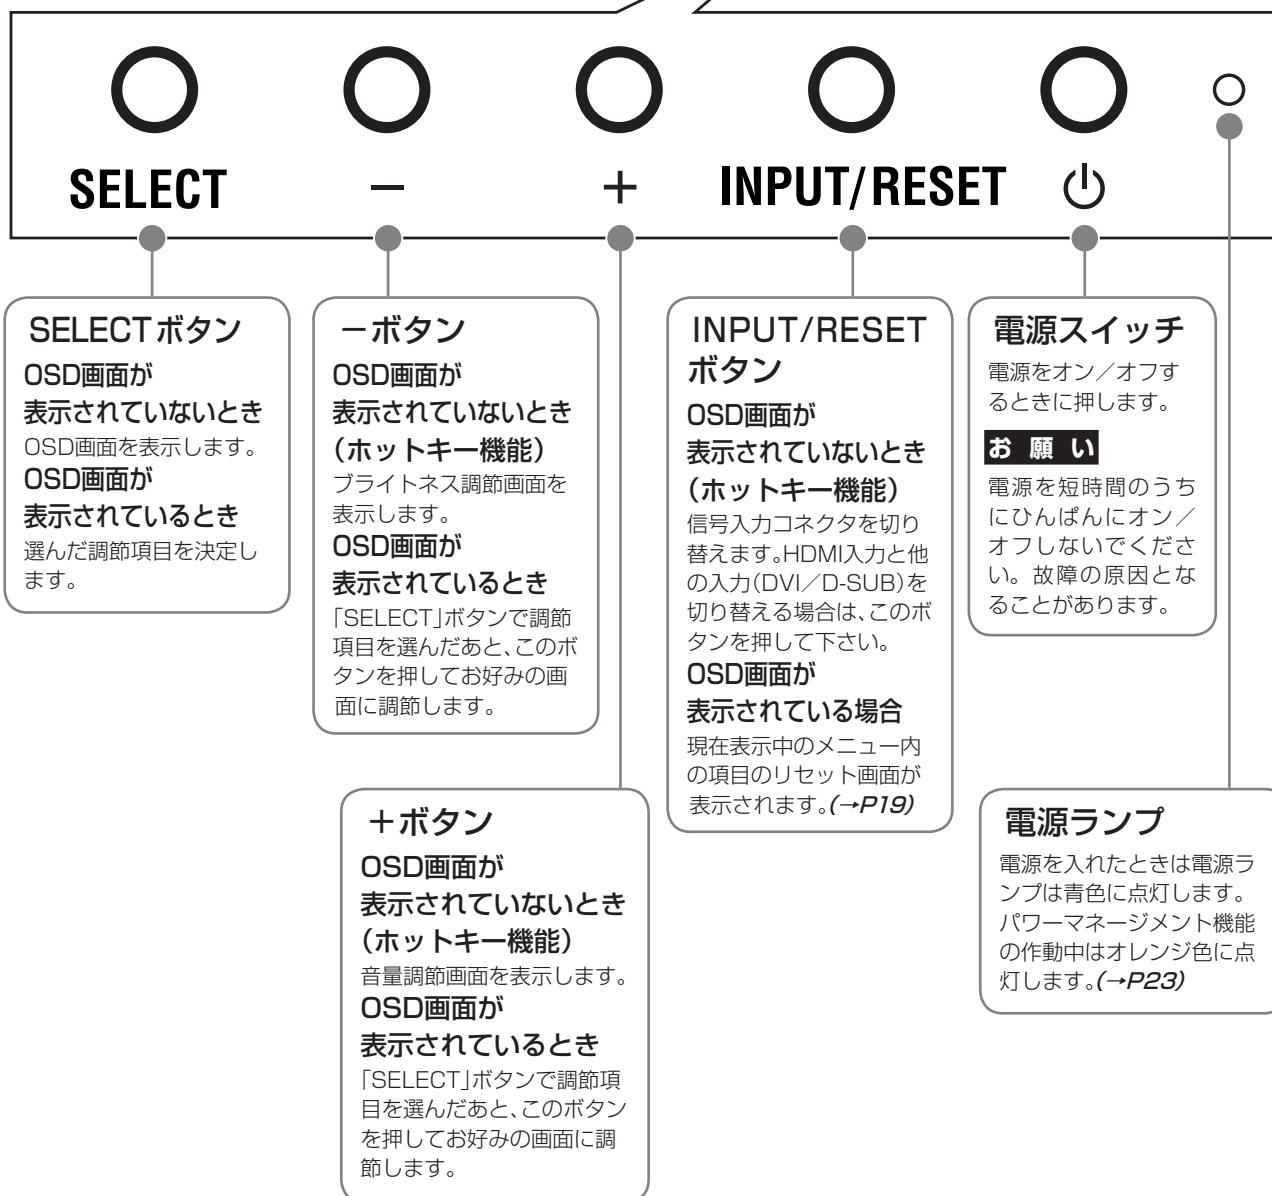 SELECT
−
+
INPUT/RESET
SELECTボタン
OSD画面が
表示されていないとき
OSD画面を表示します。
OSD画面が
表示されているとき
選んだ調節項目を決定し
ます。
−ボタン
OSD画面が
表示されていないとき
(ホットキー機能)
ブライトネス調節画面を
表示します。
OSD画面が
表示されているとき
「SELECT」ボタンで調節
項目を選んだあと、このボ
タンを押してお好みの画
面に調節します。
+ボタン
OSD画面が
表示されていないとき
(ホットキー機能)
音量調節画面を表示します。
OSD画面が
表示されているとき
「SELECT」ボタンで調節項
目を選んだあと、このボタン
を押してお好みの画面に調
節します。
INPUT/RESET
ボタン
OSD画面が
表示されていないとき
(ホットキー機能)
信号入力コネクタを切り
替えます。HDMI入力と他
の入力(DVI/D-SUB)を
切り替える場合は、このボ
タンを押して下さい。
OSD画面が
表示されている場合
現在表示中のメニュー内
の項目のリセット画面が
表示されます。(→P19)
電源スイッチ
電源をオン/オフす
るときに押します。
お願い
電源を短時間のうち
にひんぱんにオン/
オフしないでくださ
い。故障の原因とな
ることがあります。
電源ランプ
電源を入れたときは電源ラ
ンプは青色に点灯します。
パワーマネージメント機能
の作動中はオレンジ色に点
灯します。(→P23)